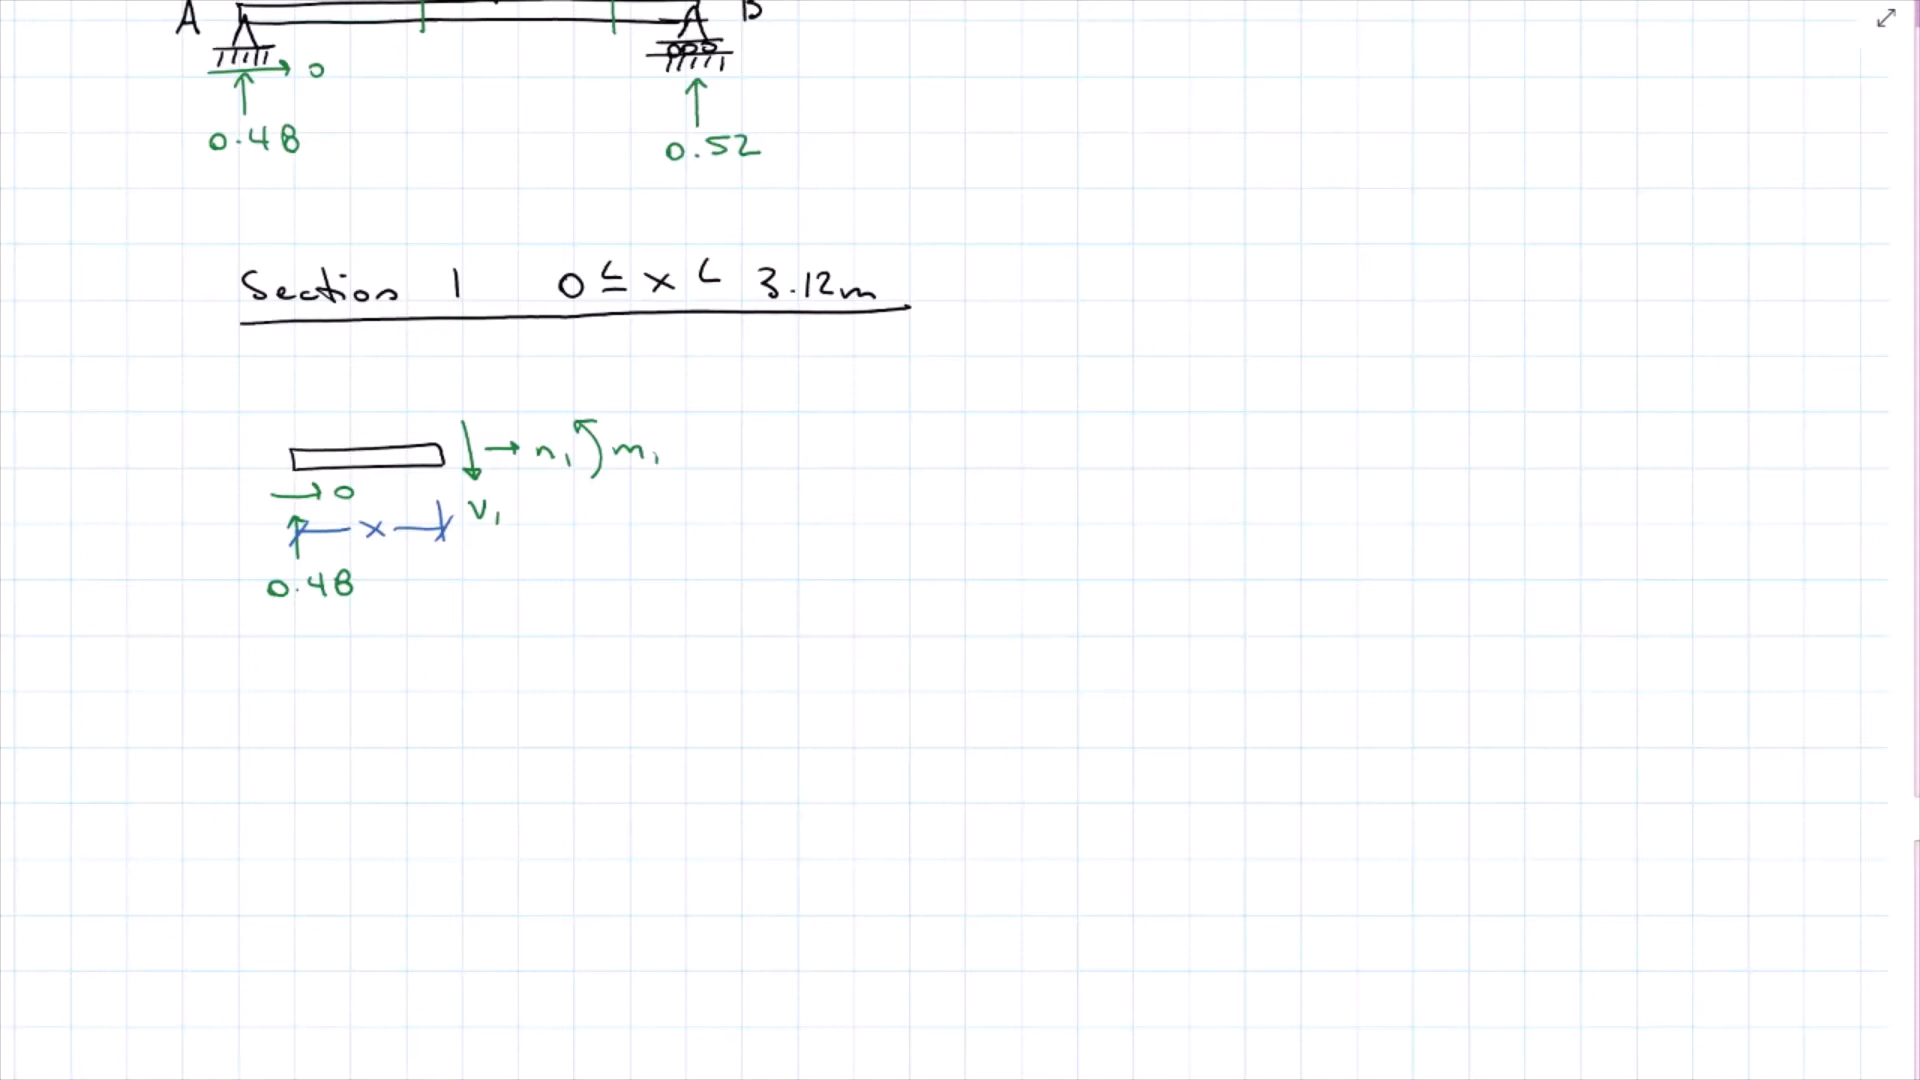 A B
0
0.48 0.52
Section 1 0 ≤ x < 3.12m
n₁ m₁
0
x v₁
0.48